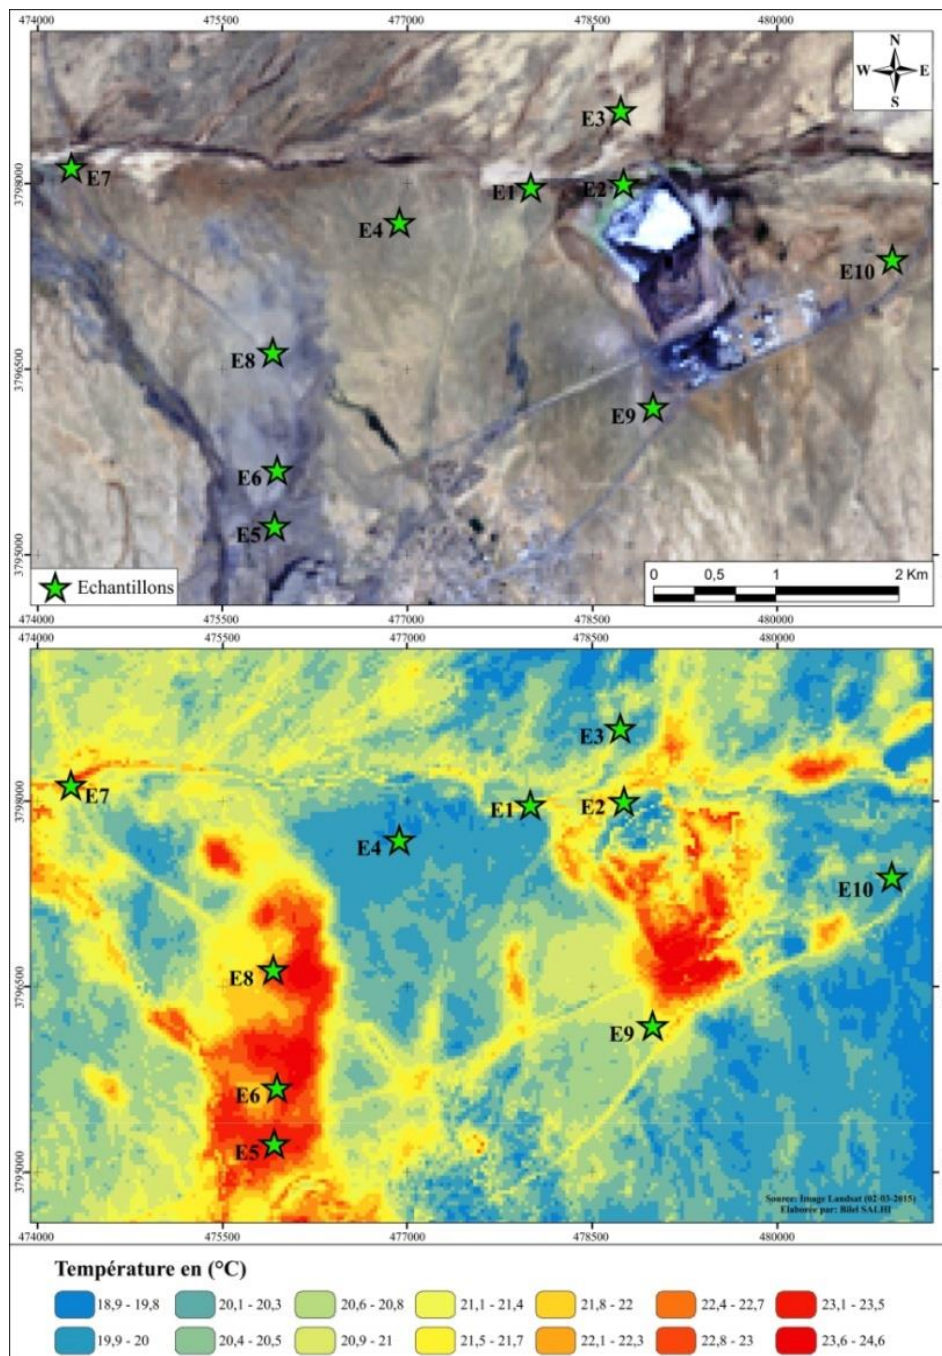 474000 475500 477000 478500 480000
N
W E
S
E3
E7
3798000
E1 E2
E4
E10
E8
3796500
E9
E6
E5
3795000
Echantillons
0 0,5 1 2 Km
474000 475500 477000 478500 480000
E3
E7
3798000
E1 E2
E4
E10
E8
3796500
E9
E6
E5
3795000
Source: Image Landsat (02-03-2015)
Elaborée par: Bilel SALHI
474000 475500 477000 478500 480000
Température en (°C)
18,9 - 19,8 20,1 - 20,3 20,6 - 20,8 21,1 - 21,4 21,8 - 22 22,4 - 22,7 23,1 - 23,5
19,9 - 20 20,4 - 20,5 20,9 - 21 21,5 - 21,7 22,1 - 22,3 22,8 - 23 23,6 - 24,6